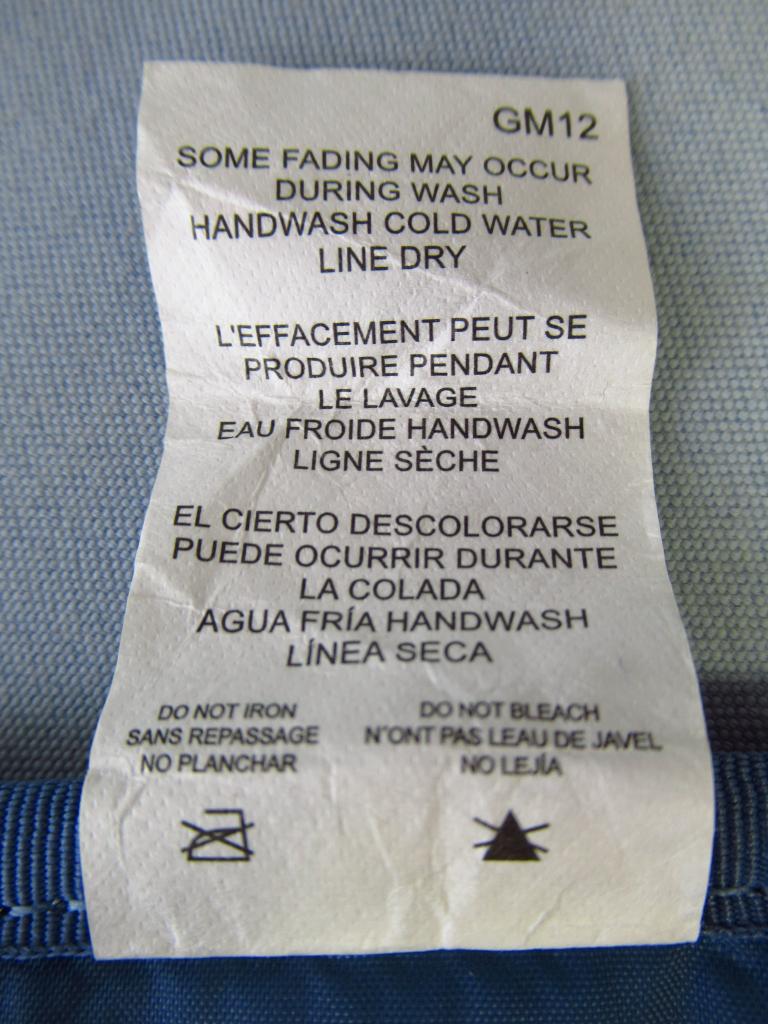 GM12
SOME FADING MAY OCCUR
DURING WASH
HANDWASH COLD WATER
LINE DRY
L'EFFACEMENT PEUT SE
PRODUIRE PENDANT
LE LAVAGE
EAU FROIDE HANDWASH
LIGNE SÈCHE
EL CIERTO DESCOLORARSE
PUEDE OCURRIR DURANTE
LA COLADA
AGUA FRÍA HANDWASH
LÍNEA SECA
DO NOT IRON
SANS REPASSAGE
NO PLANCHAR
DO NOT BLEACH
N'ONT PAS LEAU DE JAVEL
NO LEJÍA